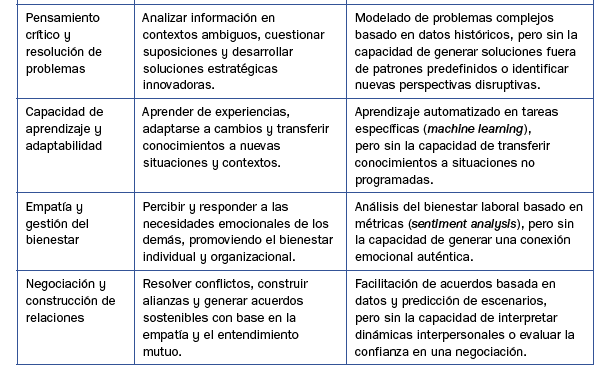 Pensamiento
crítico y
resolución de
problemas
Analizar información en
contextos ambiguos, cuestionar
suposiciones y desarrollar
soluciones estratégicas
innovadoras.
Modelado de problemas complejos
basado en datos históricos, pero sin la
capacidad de generar soluciones fuera
de patrones predefinidos o identificar
nuevas perspectivas disruptivas.
Capacidad de
aprendizaje y
adaptabilidad
Aprender de experiencias,
adaptarse a cambios y transferir
conocimientos a nuevas
situaciones y contextos.
Aprendizaje automatizado en tareas
específicas (machine learning),
pero sin la capacidad de transferir
conocimientos a situaciones no
programadas.
Empatía y
gestión del
bienestar
Percibir y responder a las
necesidades emocionales de los
demás, promoviendo el bienestar
individual y organizacional.
Análisis del bienestar laboral basado en
métricas (sentiment analysis), pero sin
la capacidad de generar una conexión
emocional auténtica.
Negociación y
construcción de
relaciones
Resolver conflictos, construir
alianzas y generar acuerdos
sostenibles con base en la
empatía y el entendimiento
mutuo.
Facilitación de acuerdos basada en
datos y predicción de escenarios,
pero sin la capacidad de interpretar
dinámicas interpersonales o evaluar la
confianza en una negociación.